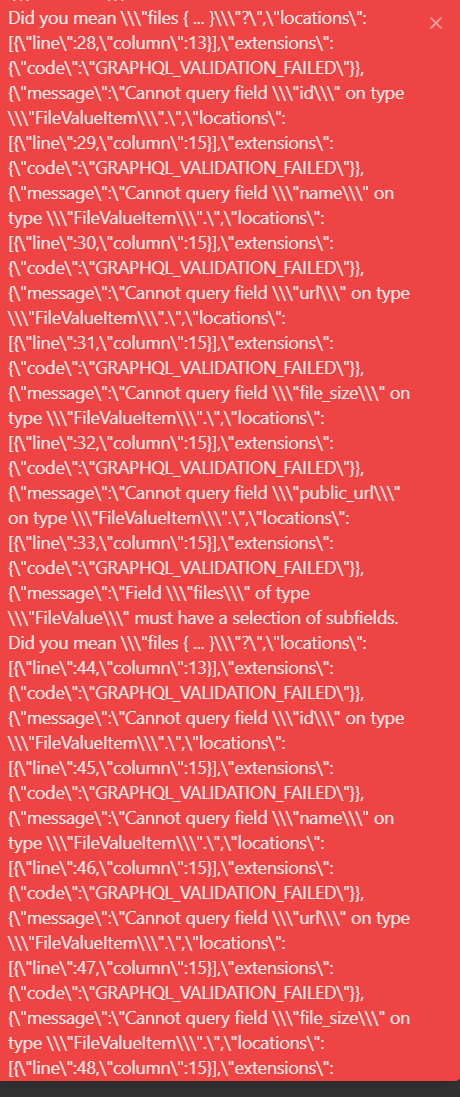 Did you mean \\\"files { ... }\\\"?\",\"locations\":
[{\"line\":28,\"column\":13}],\"extensions\":
{\"code\":\"GRAPHQL_VALIDATION_FAILED\"}},
{\"message\":\"Cannot query field \\\"id\\\" on type
\\\"FileValueItem\\\".\",\"locations\":
[{\"line\":29,\"column\":15}],\"extensions\":
{\"code\":\"GRAPHQL_VALIDATION_FAILED\"}},
{\"message\":\"Cannot query field \\\"name\\\" on
type \\\"FileValueItem\\\".\",\"locations\":
[{\"line\":30,\"column\":15}],\"extensions\":
{\"code\":\"GRAPHQL_VALIDATION_FAILED\"}},
{\"message\":\"Cannot query field \\\"url\\\" on type
\\\"FileValueItem\\\".\",\"locations\":
[{\"line\":31,\"column\":15}],\"extensions\":
{\"code\":\"GRAPHQL_VALIDATION_FAILED\"}},
{\"message\":\"Cannot query field \\\"file_size\\\" on
type \\\"FileValueItem\\\".\",\"locations\":
[{\"line\":32,\"column\":15}],\"extensions\":
{\"code\":\"GRAPHQL_VALIDATION_FAILED\"}},
{\"message\":\"Cannot query field \\\"public_url\\\"
on type \\\"FileValueItem\\\".\",\"locations\":
[{\"line\":33,\"column\":15}],\"extensions\":
{\"code\":\"GRAPHQL_VALIDATION_FAILED\"}},
{\"message\":\"Field \\\"files\\\" of type
\\\"FileValue\\\" must have a selection of subfields.
Did you mean \\\"files { ... }\\\"?\",\"locations\":
[{\"line\":44,\"column\":13}],\"extensions\":
{\"code\":\"GRAPHQL_VALIDATION_FAILED\"}},
{\"message\":\"Cannot query field \\\"id\\\" on type
\\\"FileValueItem\\\".\",\"locations\":
[{\"line\":45,\"column\":15}],\"extensions\":
{\"code\":\"GRAPHQL_VALIDATION_FAILED\"}},
{\"message\":\"Cannot query field \\\"name\\\" on
type \\\"FileValueItem\\\".\",\"locations\":
[{\"line\":46,\"column\":15}],\"extensions\":
{\"code\":\"GRAPHQL_VALIDATION_FAILED\"}},
{\"message\":\"Cannot query field \\\"url\\\" on type
\\\"FileValueItem\\\".\",\"locations\":
[{\"line\":47,\"column\":15}],\"extensions\":
{\"code\":\"GRAPHQL_VALIDATION_FAILED\"}},
{\"message\":\"Cannot query field \\\"file_size\\\" on
type \\\"FileValueItem\\\".\",\"locations\":
[{\"line\":48,\"column\":15}],\"extensions\":